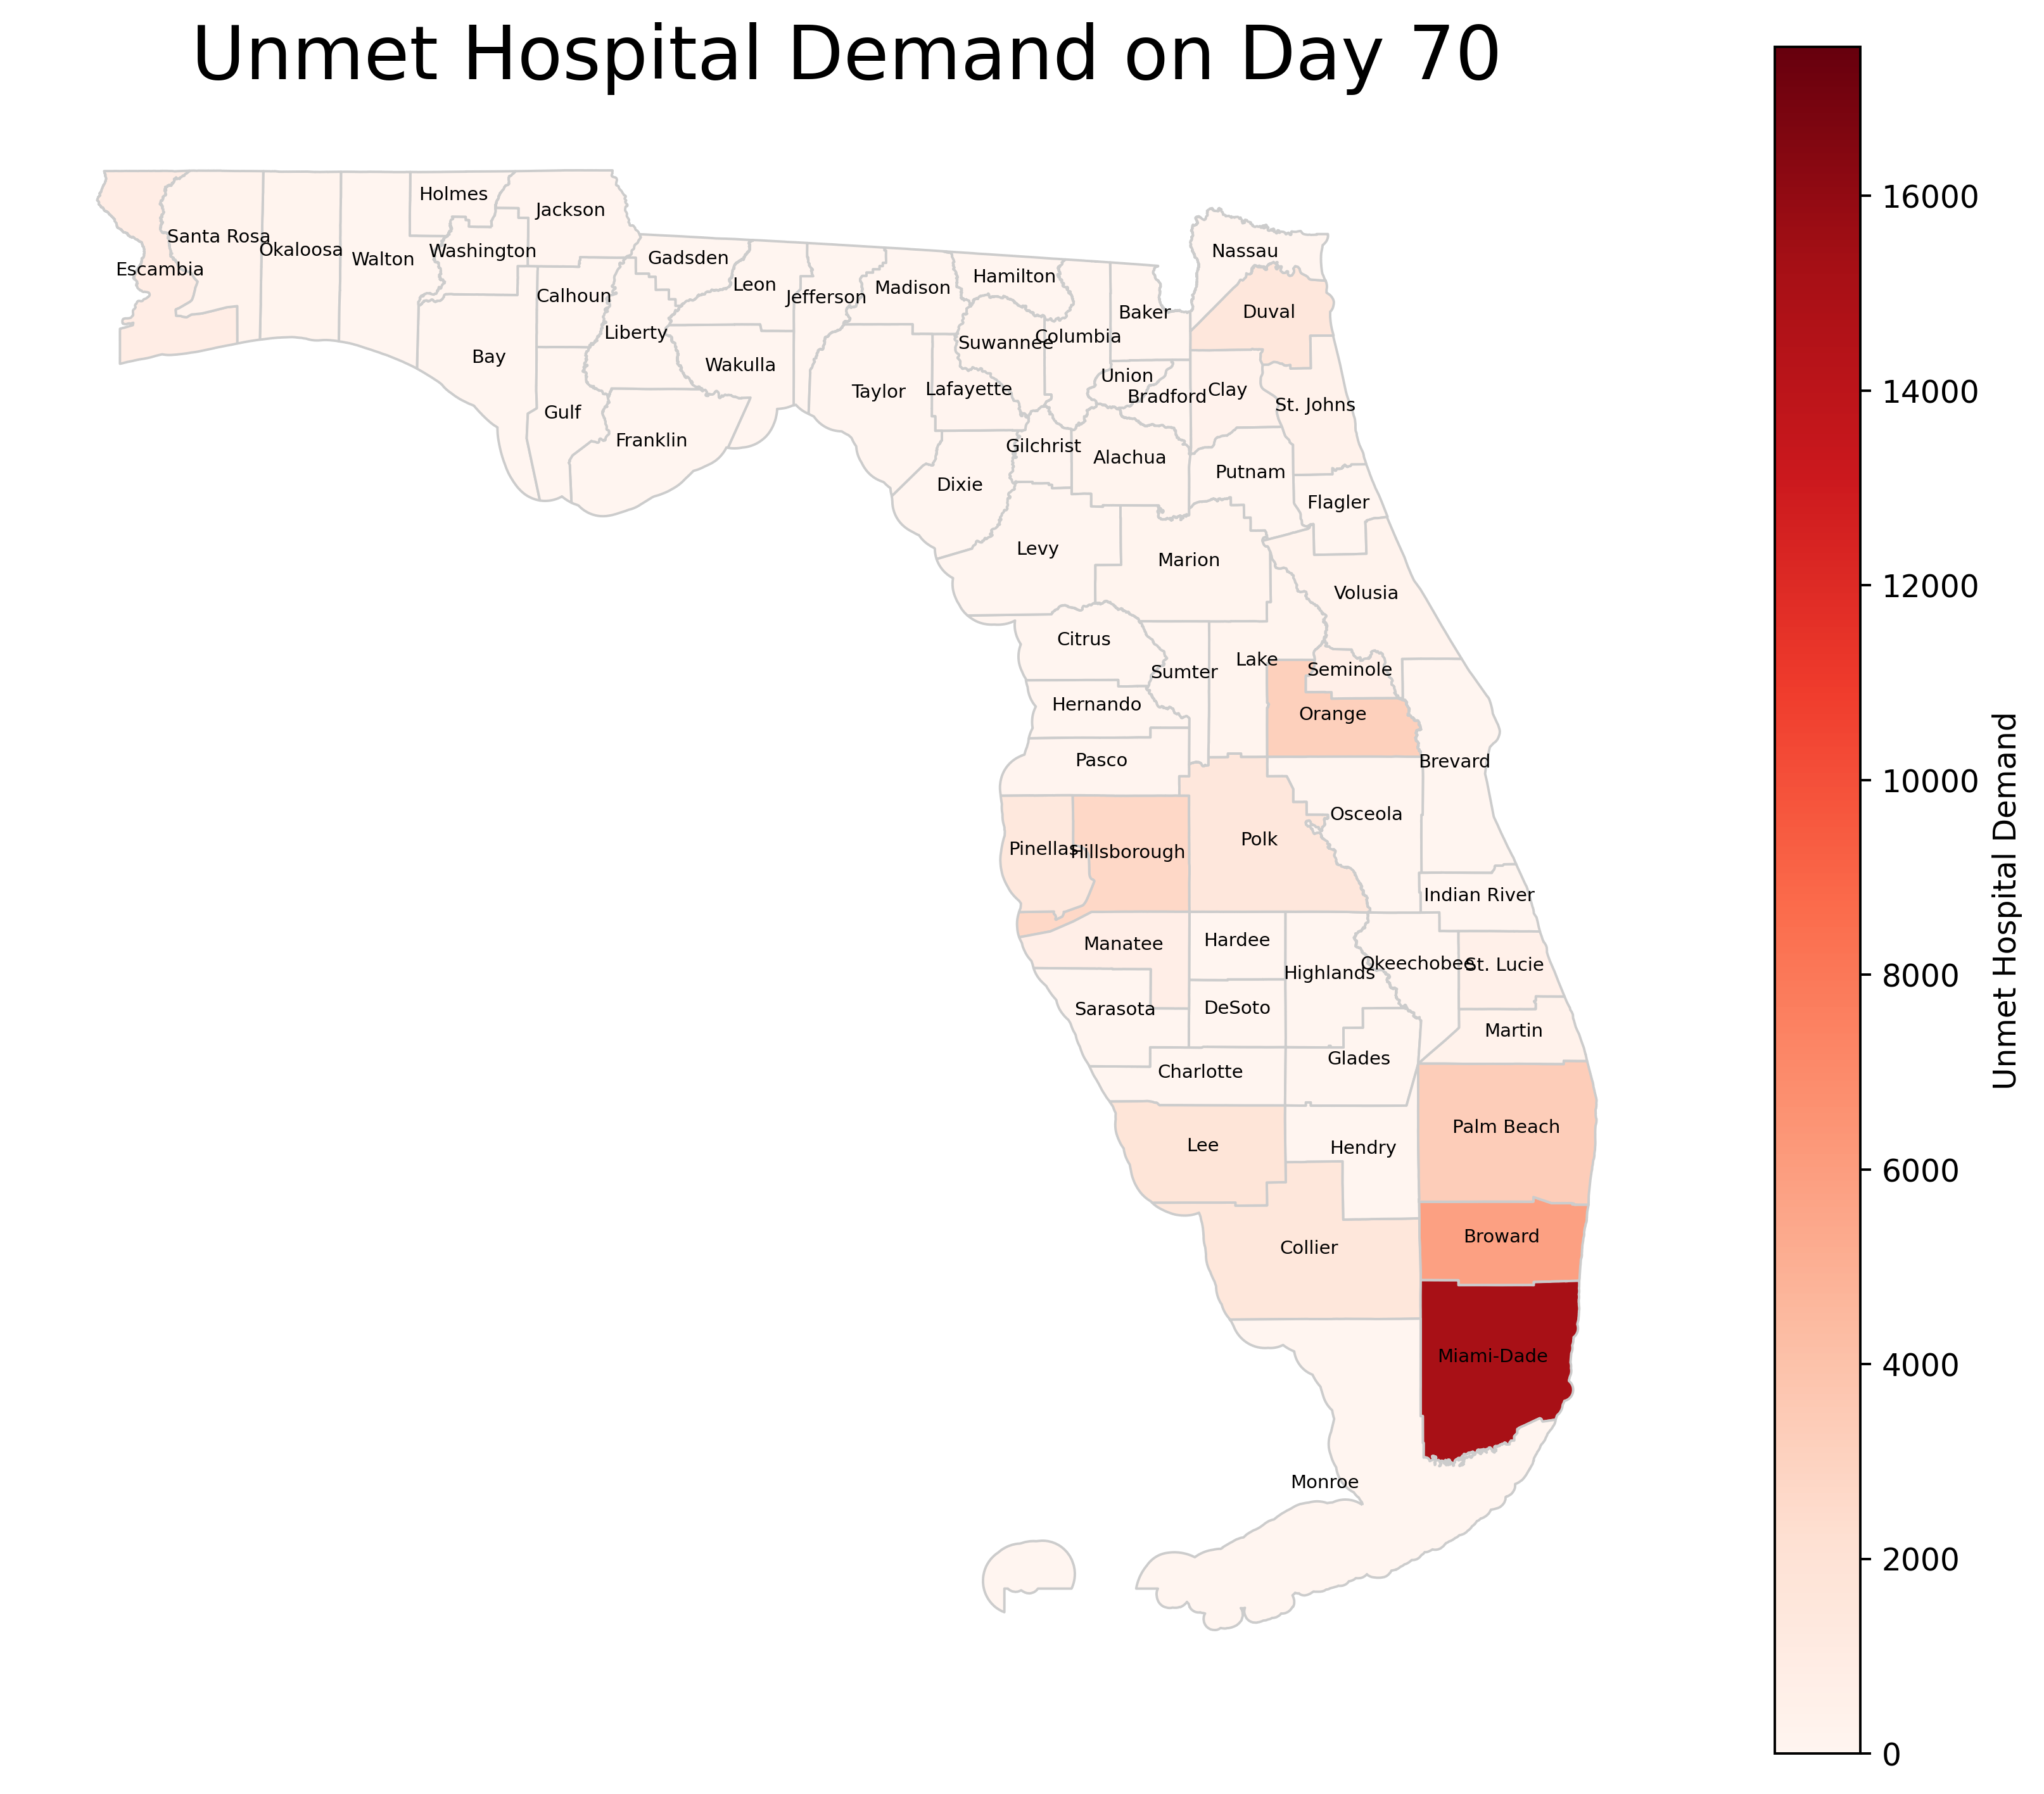 Unmet Hospital Demand on Day 70
Holmes
Jackson
Santa Rosa
Okaloosa
Walton
Washington
Escambia
Gadsden
Leon
Jefferson
Madison
Hamilton
Nassau
Calhoun
Liberty
Baker
Duval
Bay
Wakulla
Suwannee
Columbia
Taylor
Lafayette
Union
Bradford
Clay
St. Johns
Gulf
Franklin
Gilchrist
Alachua
Putnam
Dixie
Flagler
Levy
Marion
Volusia
Citrus
Sumter
Lake
Seminole
Hernando
Orange
Pasco
Brevard
Osceola
Pinellas
Hillsborough
Polk
Indian River
Manatee
Hardee
Highlands
Okeechobee
St. Lucie
Sarasota
DeSoto
Martin
Charlotte
Glades
Lee
Hendry
Palm Beach
Collier
Broward
Miami-Dade
Monroe
16000
14000
12000
10000
8000
6000
4000
2000
0
Unmet Hospital Demand